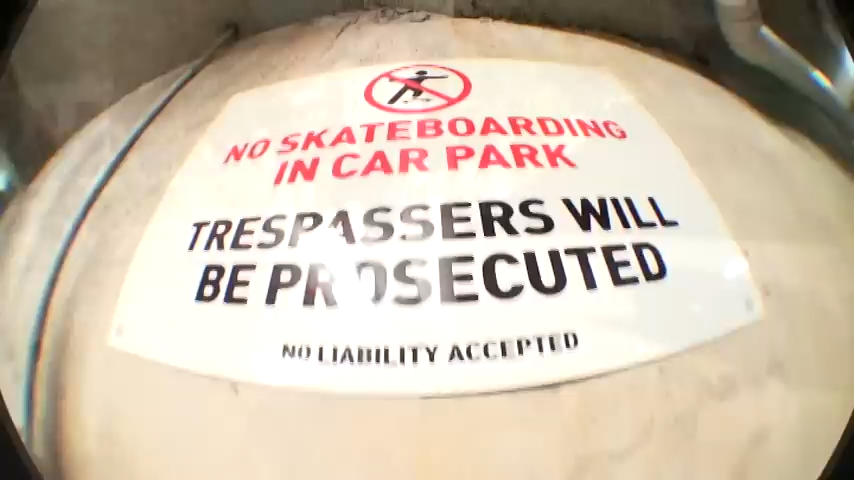 NO SKATEBOARDING
IN CAR PARK
TRESPASSERS WILL
BE PROSECUTED
NO LIABILITY ACCEPTED